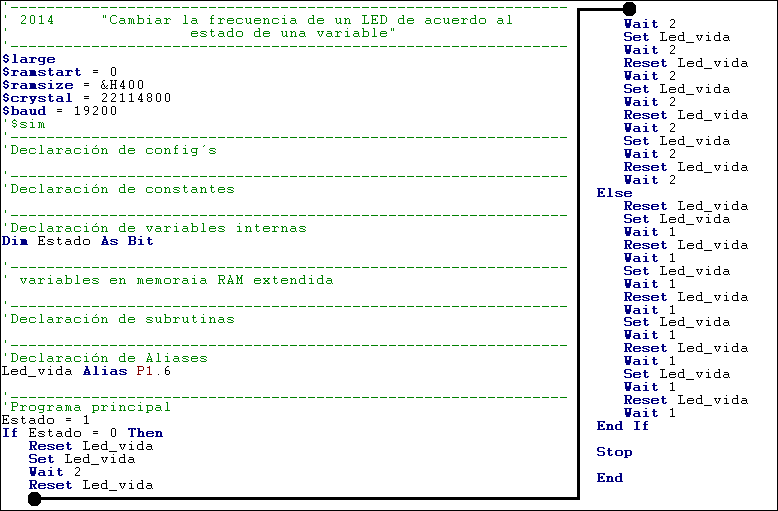 '--------------------------------------------------------------
' 2014     "Cambiar la frecuencia de un LED de acuerdo al
'                    estado de una variable"
'--------------------------------------------------------------
$large
$ramstart = 0
$ramsize = &H400
$crystal = 22114800
$baud = 19200
'$sim
'--------------------------------------------------------------
'Declaración de config´s
'--------------------------------------------------------------
'Declaración de constantes
'--------------------------------------------------------------
'Declaración de variables internas
Dim Estado As Bit
'--------------------------------------------------------------
' variables en memoraia RAM extendida
'--------------------------------------------------------------
'Declaración de subrutinas
'--------------------------------------------------------------
'Declaración de Aliases
Led_vida Alias P1.6
'--------------------------------------------------------------
'Programa principal
Estado = 1
If Estado = 0 Then
   Reset Led_vida
   Set Led_vida
   Wait 2
   Reset Led_vida
   Wait 2
   Set Led_vida
   Wait 2
   Reset Led_vida
   Wait 2
   Set Led_vida
   Wait 2
   Reset Led_vida
   Wait 2
   Set Led_vida
   Wait 2
   Reset Led_vida
   Wait 2
Else
   Reset Led_vida
   Set Led_vida
   Wait 1
   Reset Led_vida
   Wait 1
   Set Led_vida
   Wait 1
   Reset Led_vida
   Wait 1
   Set Led_vida
   Wait 1
   Reset Led_vida
   Wait 1
   Set Led_vida
   Wait 1
   Reset Led_vida
   Wait 1
End If
Stop
End